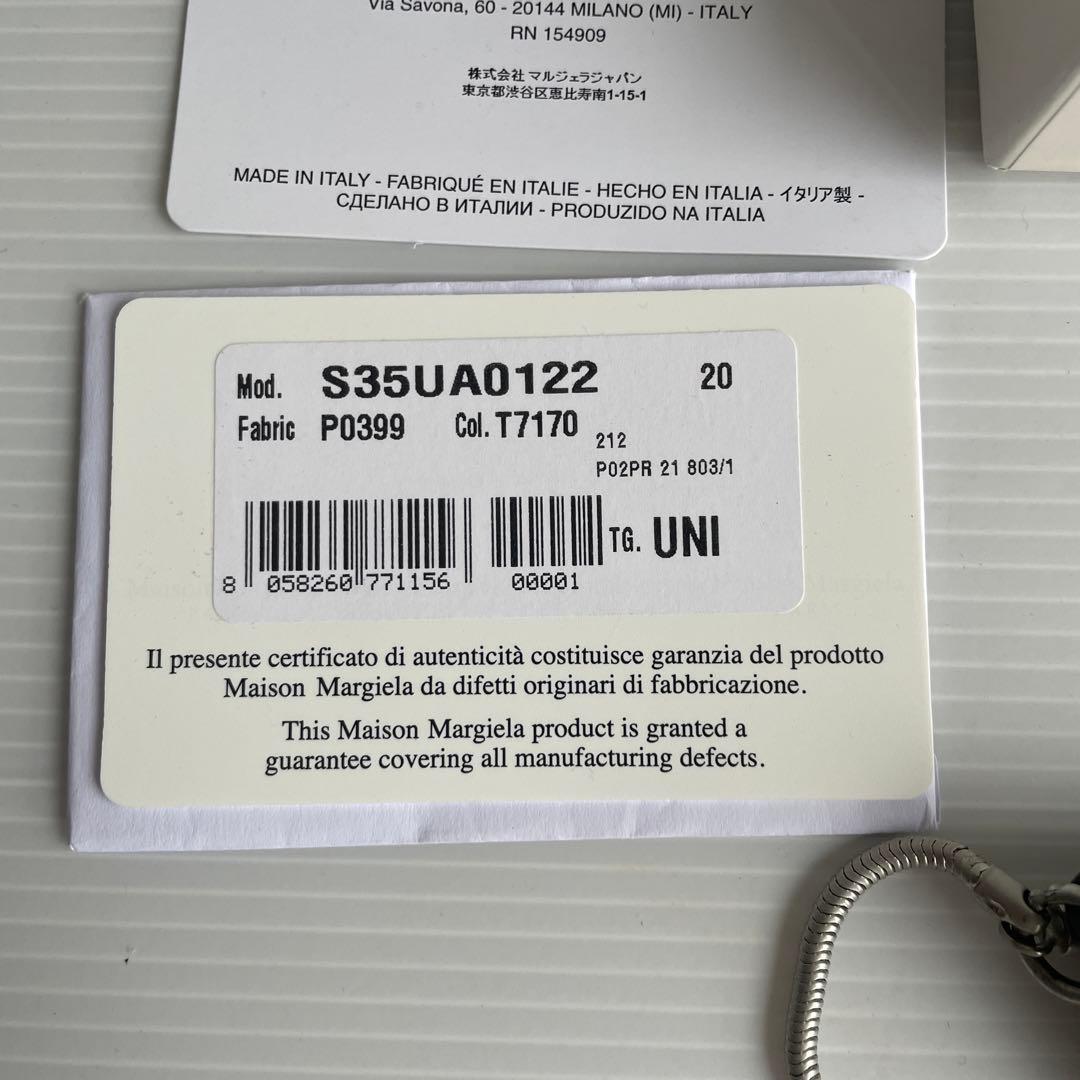 Via Savona, 60 - 20144 MILANO (MI) - ITALY
RN 154909
株式会社 マルジェラジャパン
東京都渋谷区恵比寿南1-15-1
MADE IN ITALY - FABRIQUÉ EN ITALIE - HECHO EN ITALIA - イタリア製 -
СДЕЛАНО В ИТАЛИИ - PRODUZIDO NA ITALIA
Mod. S35UA0122 20
Fabric P0399 Col. T7170
212
P02PR 21 803/1
TG. UNI
8 058260 771156 00001
Il presente certificato di autenticità costituisce garanzia del prodotto
Maison Margiela da difetti originari di fabbricazione.
This Maison Margiela product is granted a
guarantee covering all manufacturing defects.